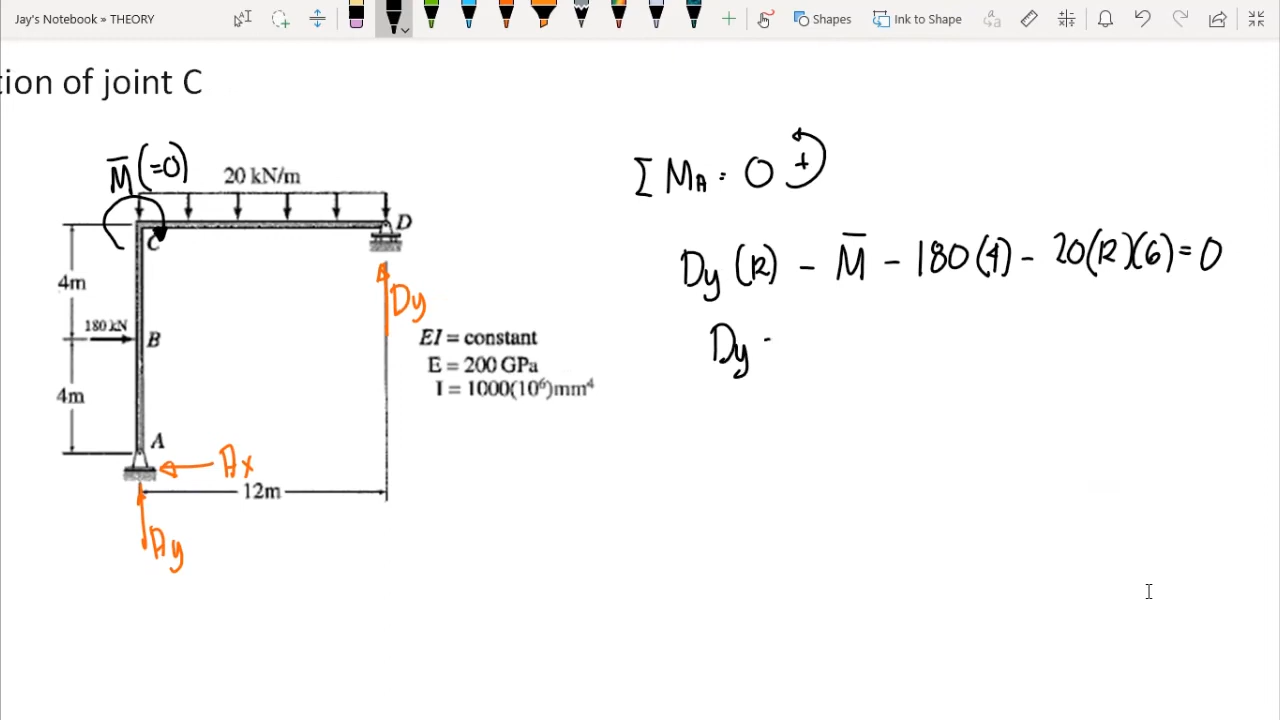 Jay's Notebook » THEORY
Shapes
Ink to Shape
tion of joint C
M̅ (=0)
20 kN/m
C
D
4m
Dy
180 kN
B
EI = constant
E = 200 GPa
I = 1000(10⁶)mm⁴
4m
A
Ax
12m
Ay
Σ M_A = 0 +
Dy (12) - M̅ - 180(4) - 20(12)(6) = 0
Dy =